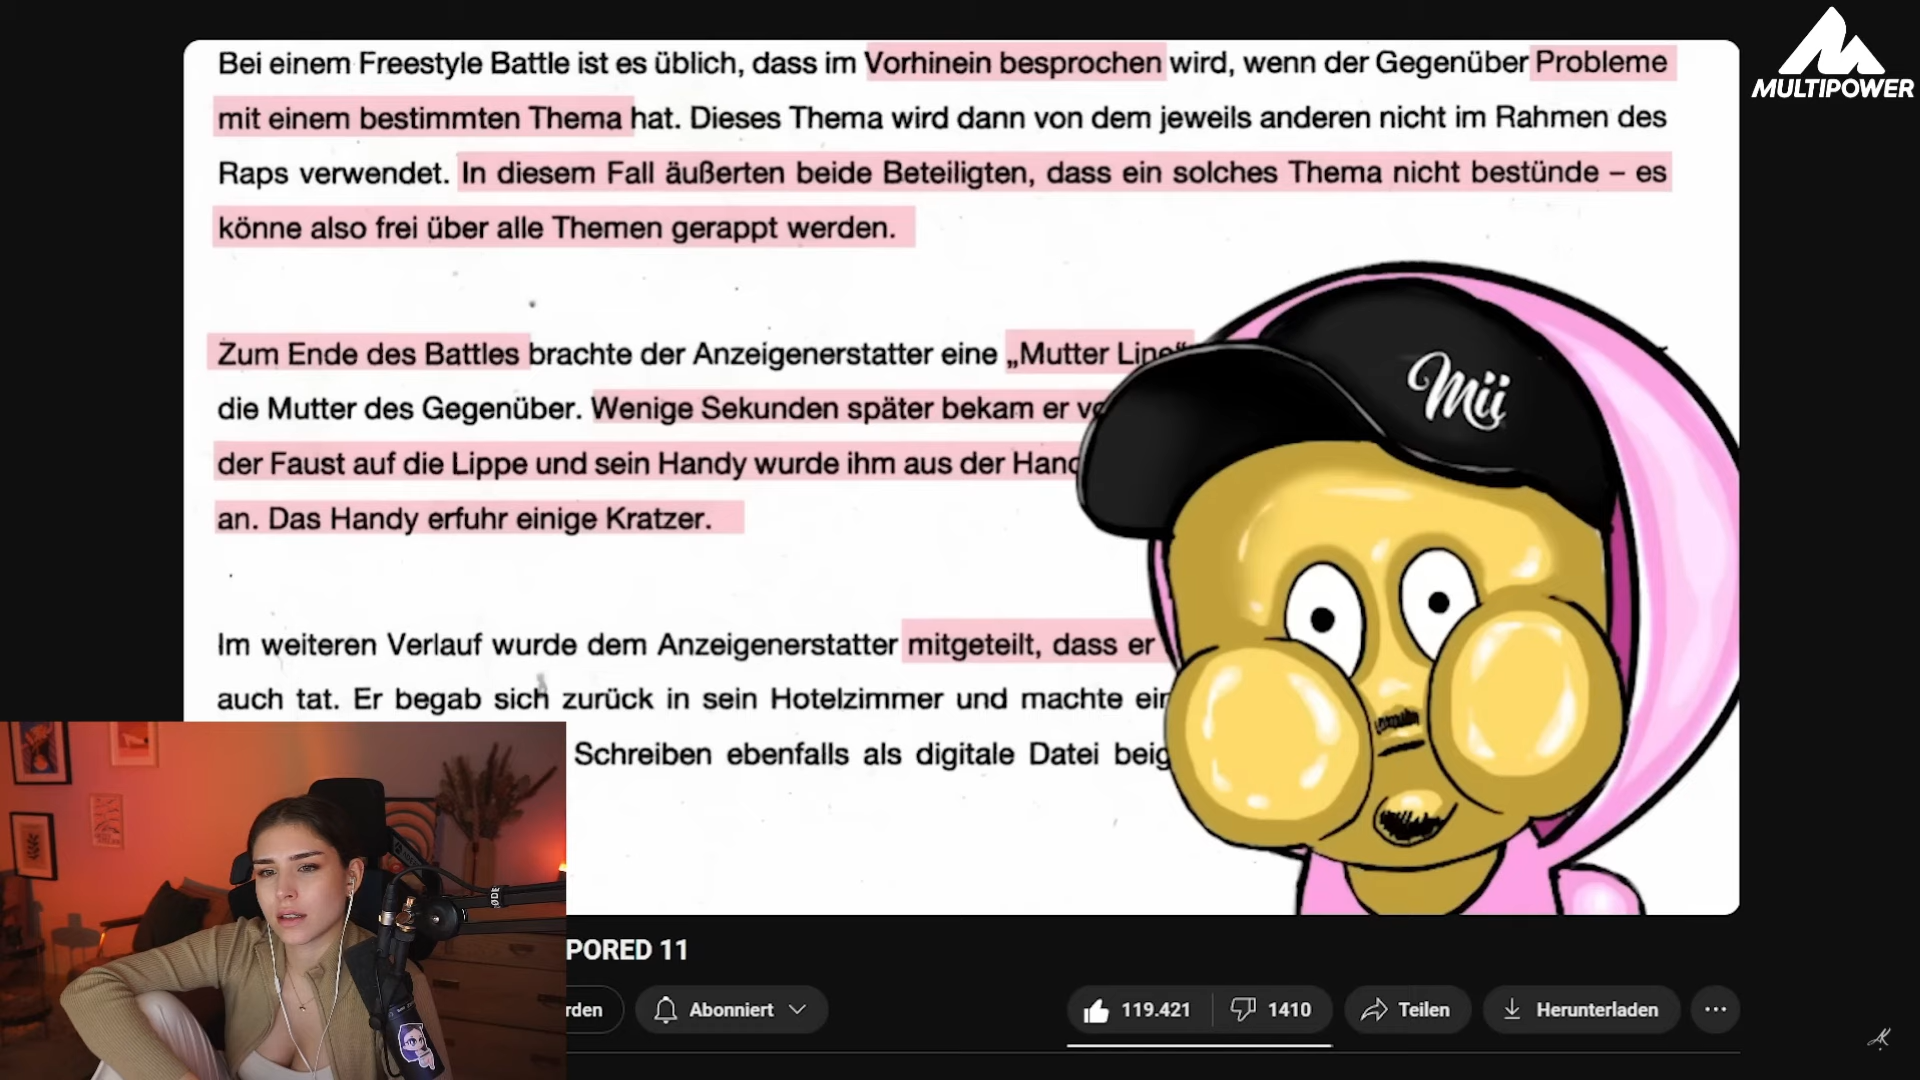 MULTIPOWER
Bei einem Freestyle Battle ist es üblich, dass im Vorhinein besprochen wird, wenn der Gegenüber Probleme
mit einem bestimmten Thema hat. Dieses Thema wird dann von dem jeweils anderen nicht im Rahmen des
Raps verwendet. In diesem Fall äußerten beide Beteiligten, dass ein solches Thema nicht bestünde – es
könne also frei über alle Themen gerappt werden.
Zum Ende des Battles brachte der Anzeigenerstatter eine „Mutter Line“
die Mutter des Gegenüber. Wenige Sekunden später bekam er
der Faust auf die Lippe und sein Handy wurde ihm aus der
an. Das Handy erfuhr einige Kratzer.
Im weiteren Verlauf wurde dem Anzeigenerstatter mitgeteilt, dass er
auch tat. Er begab sich zurück in sein Hotelzimmer und machte
Schreiben ebenfalls als digitale Datei
Mii
RØDE
PORED 11
rden
Abonniert
119.421
1410
Teilen
Herunterladen
AK